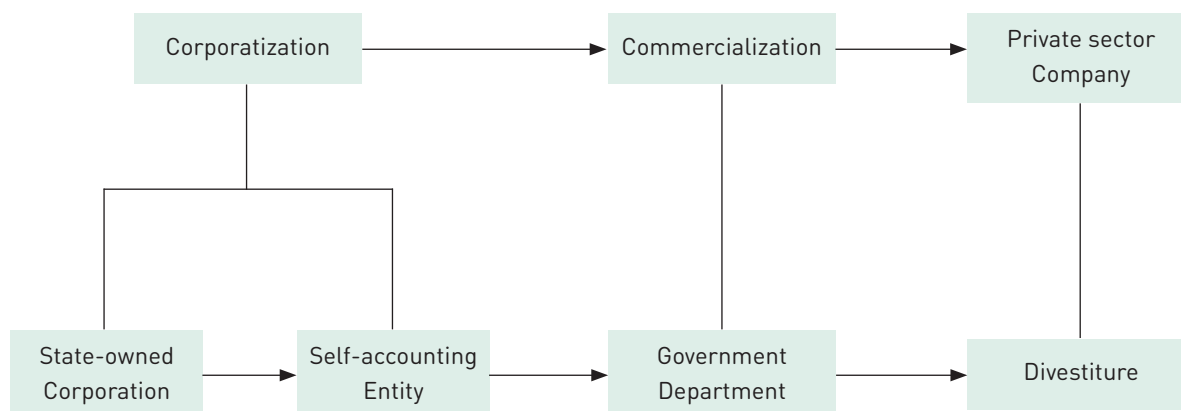 Corporatization
Commercialization
Private sector
Company
State-owned
Corporation
Self-accounting
Entity
Government
Department
Divestiture